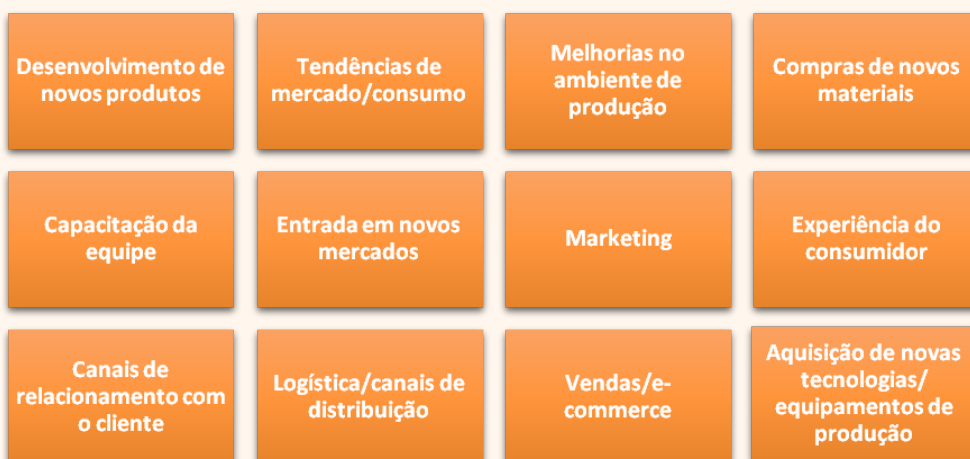 Desenvolvimento de
novos produtos
Tendências de
mercado/consumo
Melhorias no
ambiente de
produção
Compras de novos
materiais
Capacitação da
equipe
Entrada em novos
mercados
Marketing
Experiência do
consumidor
Canais de
relacionamento com
o cliente
Logística/canais de
distribuição
Vendas/e-
commerce
Aquisição de novas
tecnologias/
equipamentos de
produção